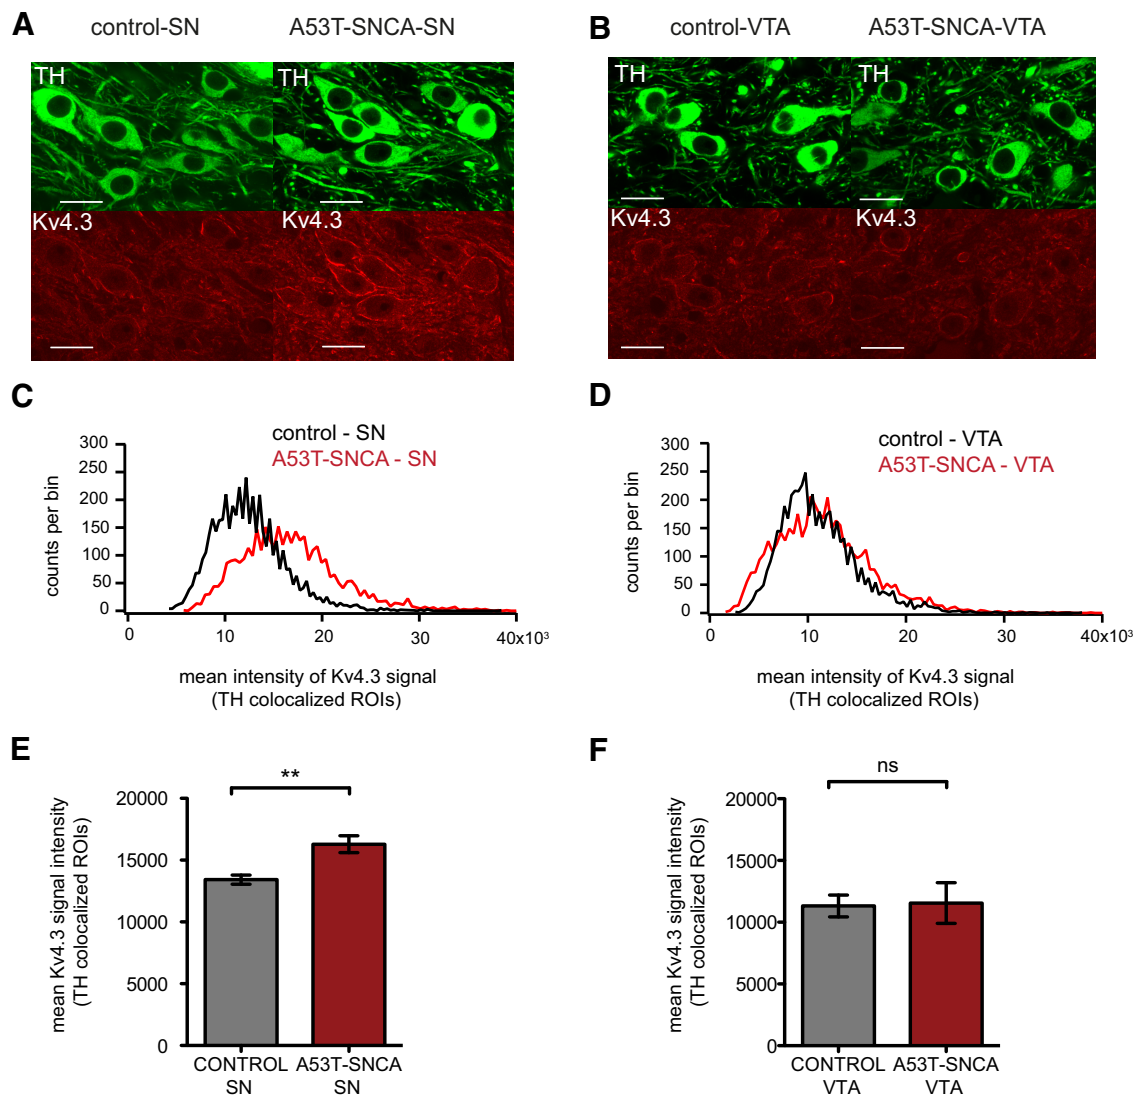 A
control-SN
A53T-SNCA-SN
TH
TH
Kv4.3
Kv4.3
B
control-VTA
A53T-SNCA-VTA
TH
TH
Kv4.3
Kv4.3
C
control - SN
A53T-SNCA - SN
counts per bin
300
250
200
150
100
50
0
0
10
20
30
40x10³
mean intensity of Kv4.3 signal
(TH colocalized ROIs)
D
control - VTA
A53T-SNCA - VTA
counts per bin
300
250
200
150
100
50
0
0
10
20
30
40x10³
mean intensity of Kv4.3 signal
(TH colocalized ROIs)
E
**
mean Kv4.3 signal intensity
(TH colocalized ROIs)
20000
15000
10000
5000
0
CONTROL
SN
A53T-SNCA
SN
F
ns
mean Kv4.3 signal intensity
(TH colocalized ROIs)
20000
15000
10000
5000
0
CONTROL
VTA
A53T-SNCA
VTA